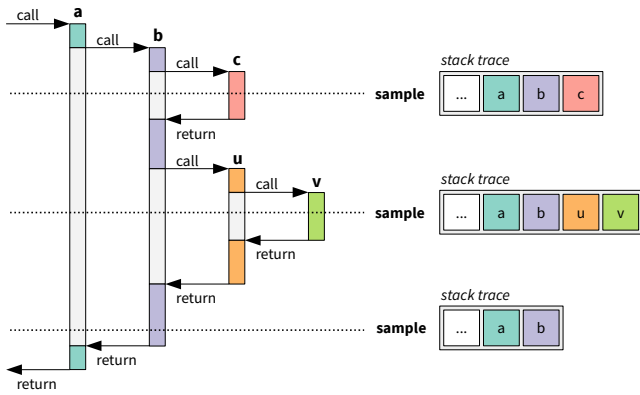 call
a
call
b
call
c
stack trace
sample
... a b c
return
call
u
call
v
stack trace
sample
... a b u v
return
return
stack trace
sample
... a b
return
return